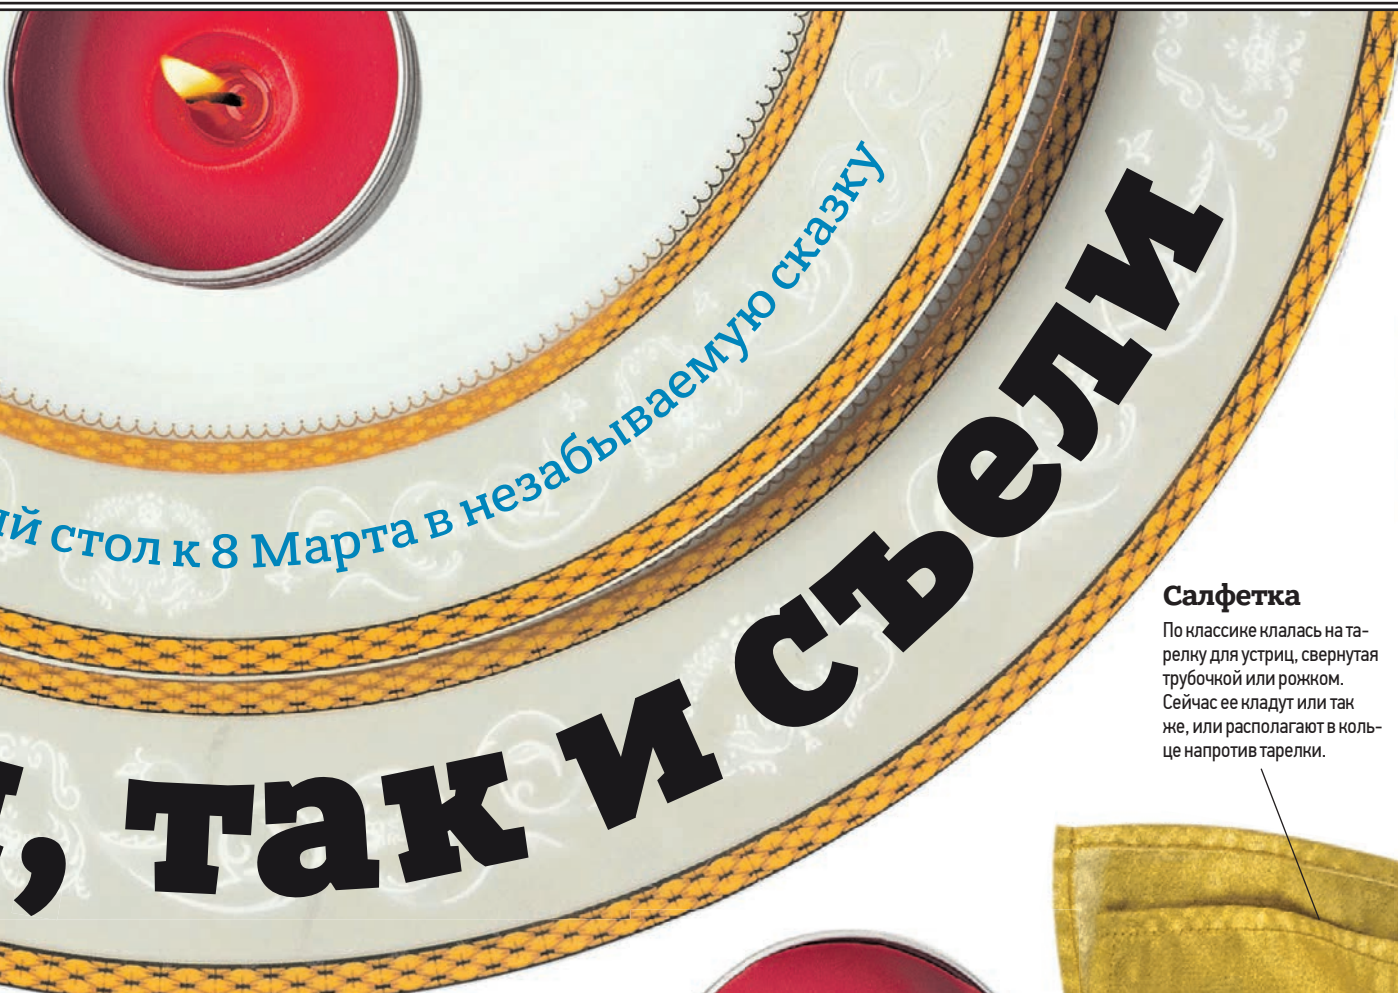 стол к 8 Марта в незабываемую сказку
, так и съели
Салфетка
По классике клалась на та-
релку для устриц, свернутая
трубочкой или рожком.
Сейчас ее кладут или так
же, или располагают в коль-
це напротив тарелки.